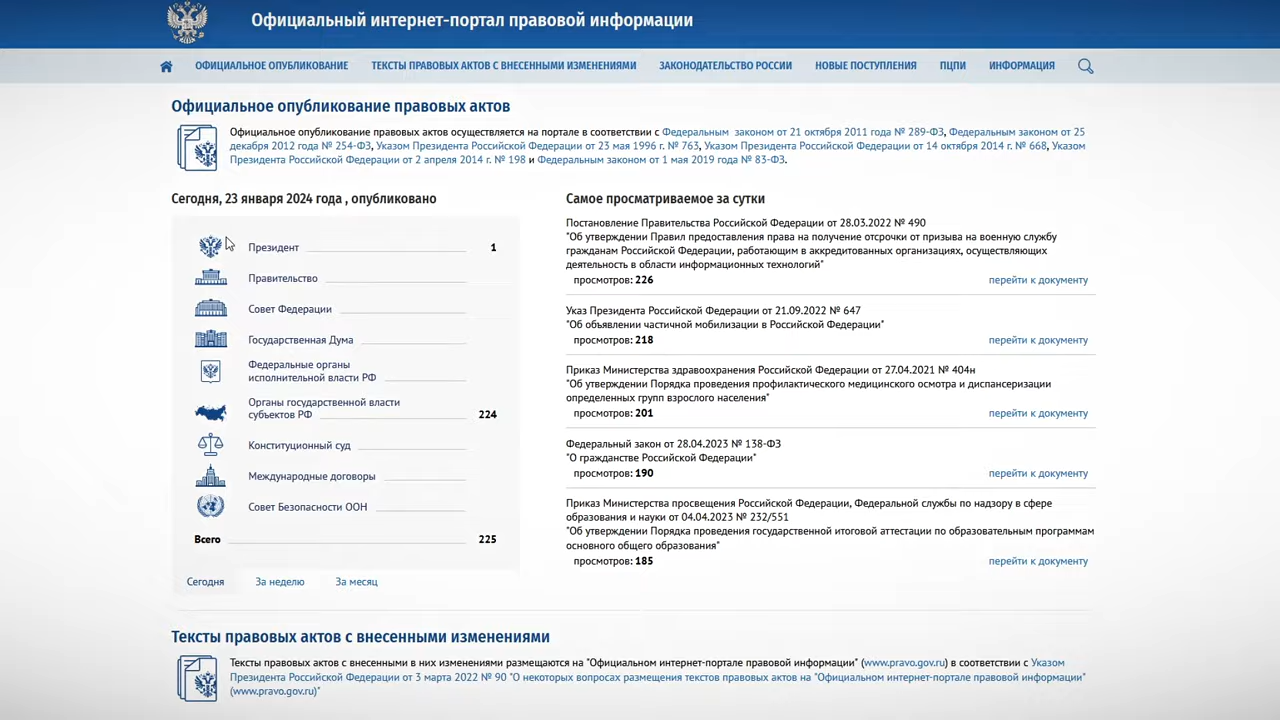 Официальный интернет-портал правовой информации
ОФИЦИАЛЬНОЕ ОПУБЛИКОВАНИЕ ТЕКСТЫ ПРАВОВЫХ АКТОВ С ВНЕСЕННЫМИ ИЗМЕНЕНИЯМИ ЗАКОНОДАТЕЛЬСТВО РОССИИ НОВЫЕ ПОСТУПЛЕНИЯ ПЦПИ ИНФОРМАЦИЯ
Официальное опубликование правовых актов
Официальное опубликование правовых актов осуществляется на портале в соответствии с Федеральным законом от 21 октября 2011 года № 289-ФЗ, Федеральным законом от 25
декабря 2012 года № 254-ФЗ, Указом Президента Российской Федерации от 23 мая 1996 г. № 763, Указом Президента Российской Федерации от 14 октября 2014 г. № 668, Указом
Президента Российской Федерации от 2 апреля 2014 г. № 198 и Федеральным законом от 1 мая 2019 года № 83-ФЗ.
Сегодня, 23 января 2024 года , опубликовано
Президент 1
Правительство
Совет Федерации
Государственная Дума
Федеральные органы
исполнительной власти РФ
Органы государственной власти
субъектов РФ 224
Конституционный суд
Международные договоры
Совет Безопасности ООН
Всего 225
Сегодня За неделю За месяц
Самое просматриваемое за сутки
Постановление Правительства Российской Федерации от 28.03.2022 № 490
"Об утверждении Правил предоставления права на получение отсрочки от призыва на военную службу
гражданам Российской Федерации, работающим в аккредитованных организациях, осуществляющих
деятельность в области информационных технологий"
просмотров: 226 перейти к документу
Указ Президента Российской Федерации от 21.09.2022 № 647
"Об объявлении частичной мобилизации в Российской Федерации"
просмотров: 218 перейти к документу
Приказ Министерства здравоохранения Российской Федерации от 27.04.2021 № 404н
"Об утверждении Порядка проведения профилактического медицинского осмотра и диспансеризации
определенных групп взрослого населения"
просмотров: 201 перейти к документу
Федеральный закон от 28.04.2023 № 138-ФЗ
"О гражданстве Российской Федерации"
просмотров: 190 перейти к документу
Приказ Министерства просвещения Российской Федерации, Федеральной службы по надзору в сфере
образования и науки от 04.04.2023 № 232/551
"Об утверждении Порядка проведения государственной итоговой аттестации по образовательным программам
основного общего образования"
просмотров: 185 перейти к документу
Тексты правовых актов с внесенными изменениями
Тексты правовых актов с внесенными в них изменениями размещаются на "Официальном интернет-портале правовой информации" (www.pravo.gov.ru) в соответствии с Указом
Президента Российской Федерации от 3 марта 2022 № 90 "О некоторых вопросах размещения текстов правовых актов на "Официальном интернет-портале правовой информации"
(www.pravo.gov.ru)"